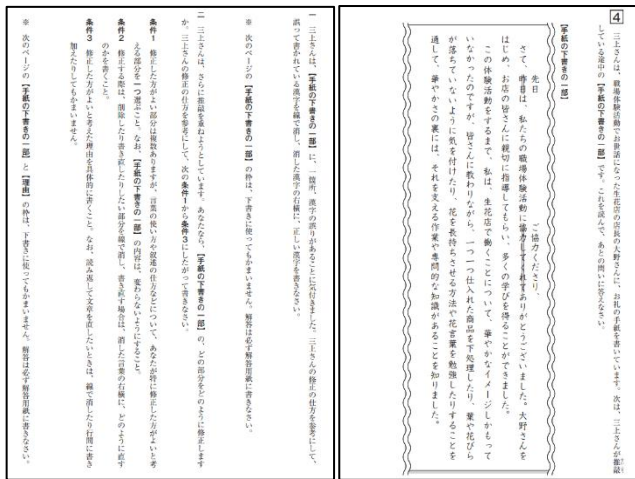 4
三上さんは、職場体験活動でお世話になった生花店の店長の大野さんに、お礼の手紙を書いています。次は、三上さんが推敲
している途中の【手紙の下書きの一部】です。これを読んで、あとの問いに答えなさい。
【手紙の下書きの一部】
先日
ご協力くださり、
さて、昨日は、私たちの職場体験活動に協力してくれてありがとうございました。大野さんを
はじめ、お店の皆さんに親切に指導してもらい、多くの学びを得ることができました。
この体験活動をするまで、私は、生花店で働くことについて、華やかなイメージしかもって
いなかったのですが、皆さんに教わりながら、一つ一つ仕入れた商品を下処理したり、葉や花びら
が落ちていないように気を付けたり、花を長持ちさせる方法や花言葉を勉強したりすることを
通して、華やかさの裏には、それを支える作業や専問的な知識があることを知りました。
一 三上さんは、【手紙の下書きの一部】に、一箇所、漢字の誤りがあることに気付きました。三上さんの修正の仕方を参考にして、
誤って書かれている漢字を線で消し、消した漢字の右横に、正しい漢字を書きなさい。
※ 次のページの【手紙の下書きの一部】の枠は、下書きに使ってもかまいません。解答は必ず解答用紙に書きなさい。
二 三上さんは、さらに推敲を重ねようとしています。あなたなら、【手紙の下書きの一部】の、どの部分をどのように修正します
か。三上さんの修正の仕方を参考にして、次の条件1から条件3にしたがって書きなさい。
条件1 修正した方がよい部分は複数ありますが、言葉の使い方や叙述の仕方などについて、あなたが特に修正した方がよいと考
える部分を一つ選ぶこと。なお、【手紙の下書きの一部】の内容は、変わらないようにすること。
条件2 修正する際は、削除したり書き直したりしたい部分を線で消し、書き直す場合は、消した言葉の右横に、どのように直す
のかを書くこと。
条件3 修正した方がよいと考えた理由を具体的に書くこと。なお、読み返して文章を直したいときは、線で消したり行間に書き
加えたりしてもかまいません。
※ 次のページの【手紙の下書きの一部】と【理由】の枠は、下書きに使ってもかまいません。解答は必ず解答用紙に書きなさい。